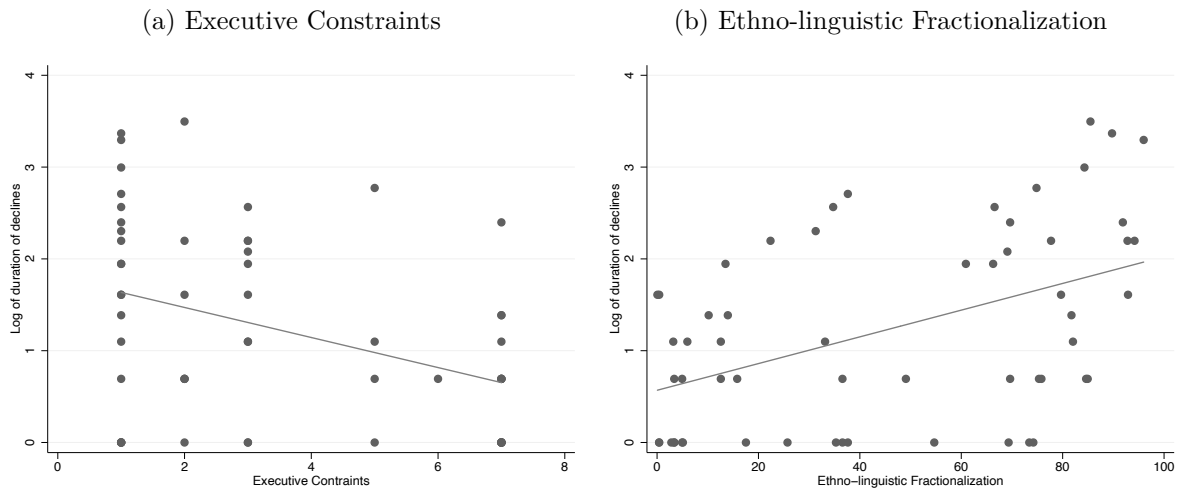 (a) Executive Constraints
(b) Ethno-linguistic Fractionalization
Log of duration of declines
4
3
2
1
0
0 2 4 6 8
Executive Contraints
Log of duration of declines
4
3
2
1
0
0 20 40 60 80 100
Ethno-linguistic Fractionalization